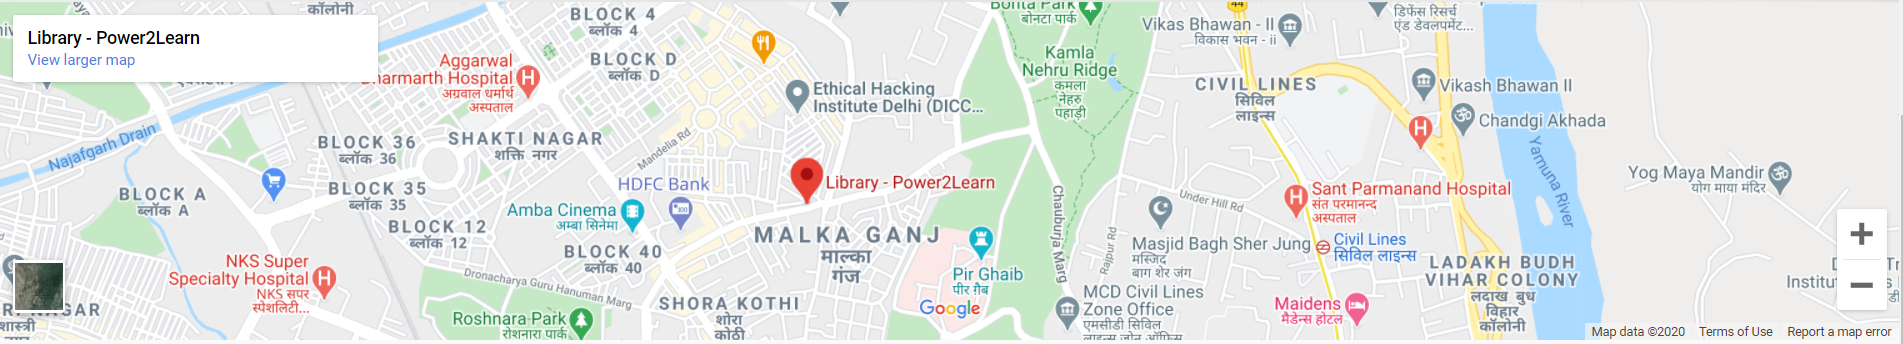 Library - Power2Learn
View larger map
कॉलोनी
BLOCK 4
ब्लॉक 4
Aggarwal
Dharmarth Hospital
अग्रवाल धर्मार्थ
अस्पताल
BLOCK D
ब्लॉक D
Ethical Hacking
Institute Delhi (DICC...
बोनटा पार्क
Kamla
Nehru Ridge
कमला
नेहरु
पहाड़ी
44
Vikas Bhawan - II
विकास भवन - ii
डिफेंस रिसर्च
एंड डेवलपमेंट...
CIVIL LINES
सिविल
लाइन्स
Vikash Bhawan II
Chandgi Akhada
Najafgarh Drain
BLOCK 36
ब्लॉक 36
SHAKTI NAGAR
शक्ति नगर
Mandelia Rd
BLOCK A
ब्लॉक A
BLOCK 35
ब्लॉक 35
BLOCK 12
ब्लॉक 12
HDFC Bank
Amba Cinema
अम्बा सिनेमा
Library - Power2Learn
BLOCK 40
ब्लॉक 40
MALKA GANJ
माल्का
गंज
Chauburja Marg
Rajpur Rd
Under Hill Rd
Masjid Bagh Sher Jung
मस्जिद
बाग शेर जंग
Sant Parmanand Hospital
संत परमानन्द
अस्पताल
Civil Lines
सिविल लाइन्स
Yamuna River
Yog Maya Mandir
योग माया मंदिर
NKS Super
Specialty Hospital
NKS सुपर
स्पेशलिटी...
Dronacharya Guru Hanuman Marg
Roshnara Park
रोशनारा पार्क
SHORA KOTHI
शोरा
कोठी
Pir Ghaib
पीर ग़ैब
Google
MCD Civil Lines
Zone Office
एमसीडी सिविल
Maidens
मैडेन्स होटल
LADAKH BUDH
VIHAR COLONY
लदाख बुध
विहार
कॉलोनी
Map data ©2020 Terms of Use Report a map error